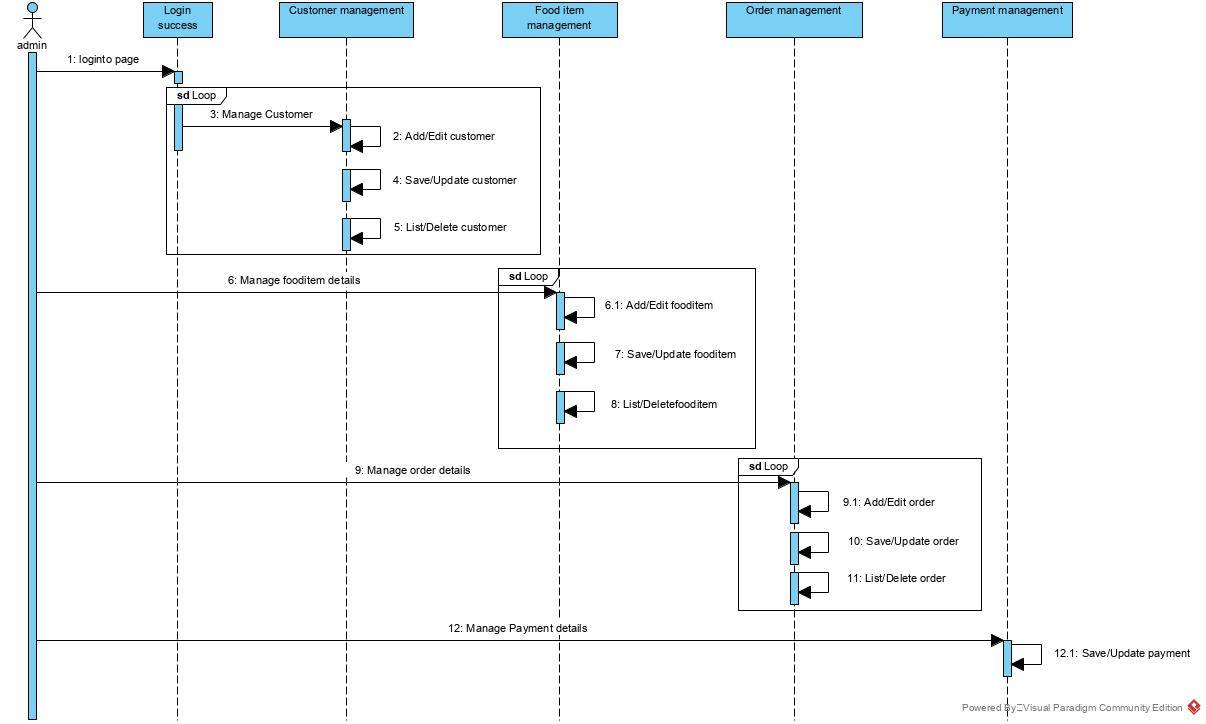 admin
Login
success
Customer management
Food item
management
Order management
Payment management
1: loginto page
sd Loop
3: Manage Customer
2: Add/Edit customer
4: Save/Update customer
5: List/Delete customer
sd Loop
6: Manage fooditem details
6.1: Add/Edit fooditem
7: Save/Update fooditem
8: List/Deletefooditem
sd Loop
9: Manage order details
9.1: Add/Edit order
10: Save/Update order
11: List/Delete order
12: Manage Payment details
12.1: Save/Update payment
Powered By Visual Paradigm Community Edition